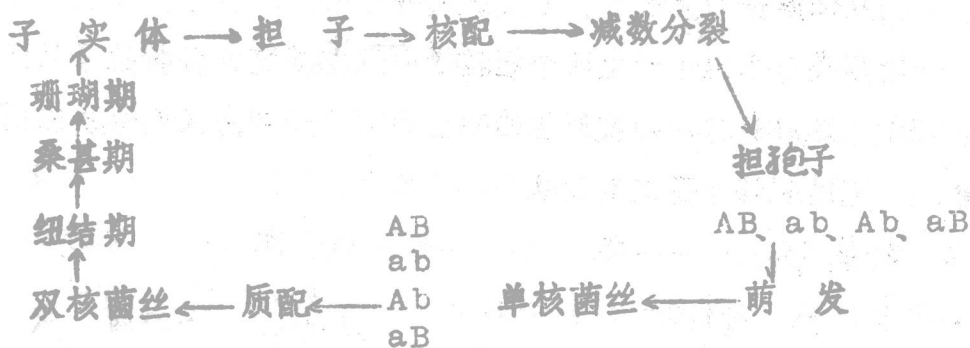 子 实 体 → 担 子 → 核配 → 减数分裂
珊瑚期
桑甚期 担孢子
纽结期 AB AB、ab、Ab、aB
ab
双核菌丝 ← 质配 ← Ab 单核菌丝 ← 萌 发
aB